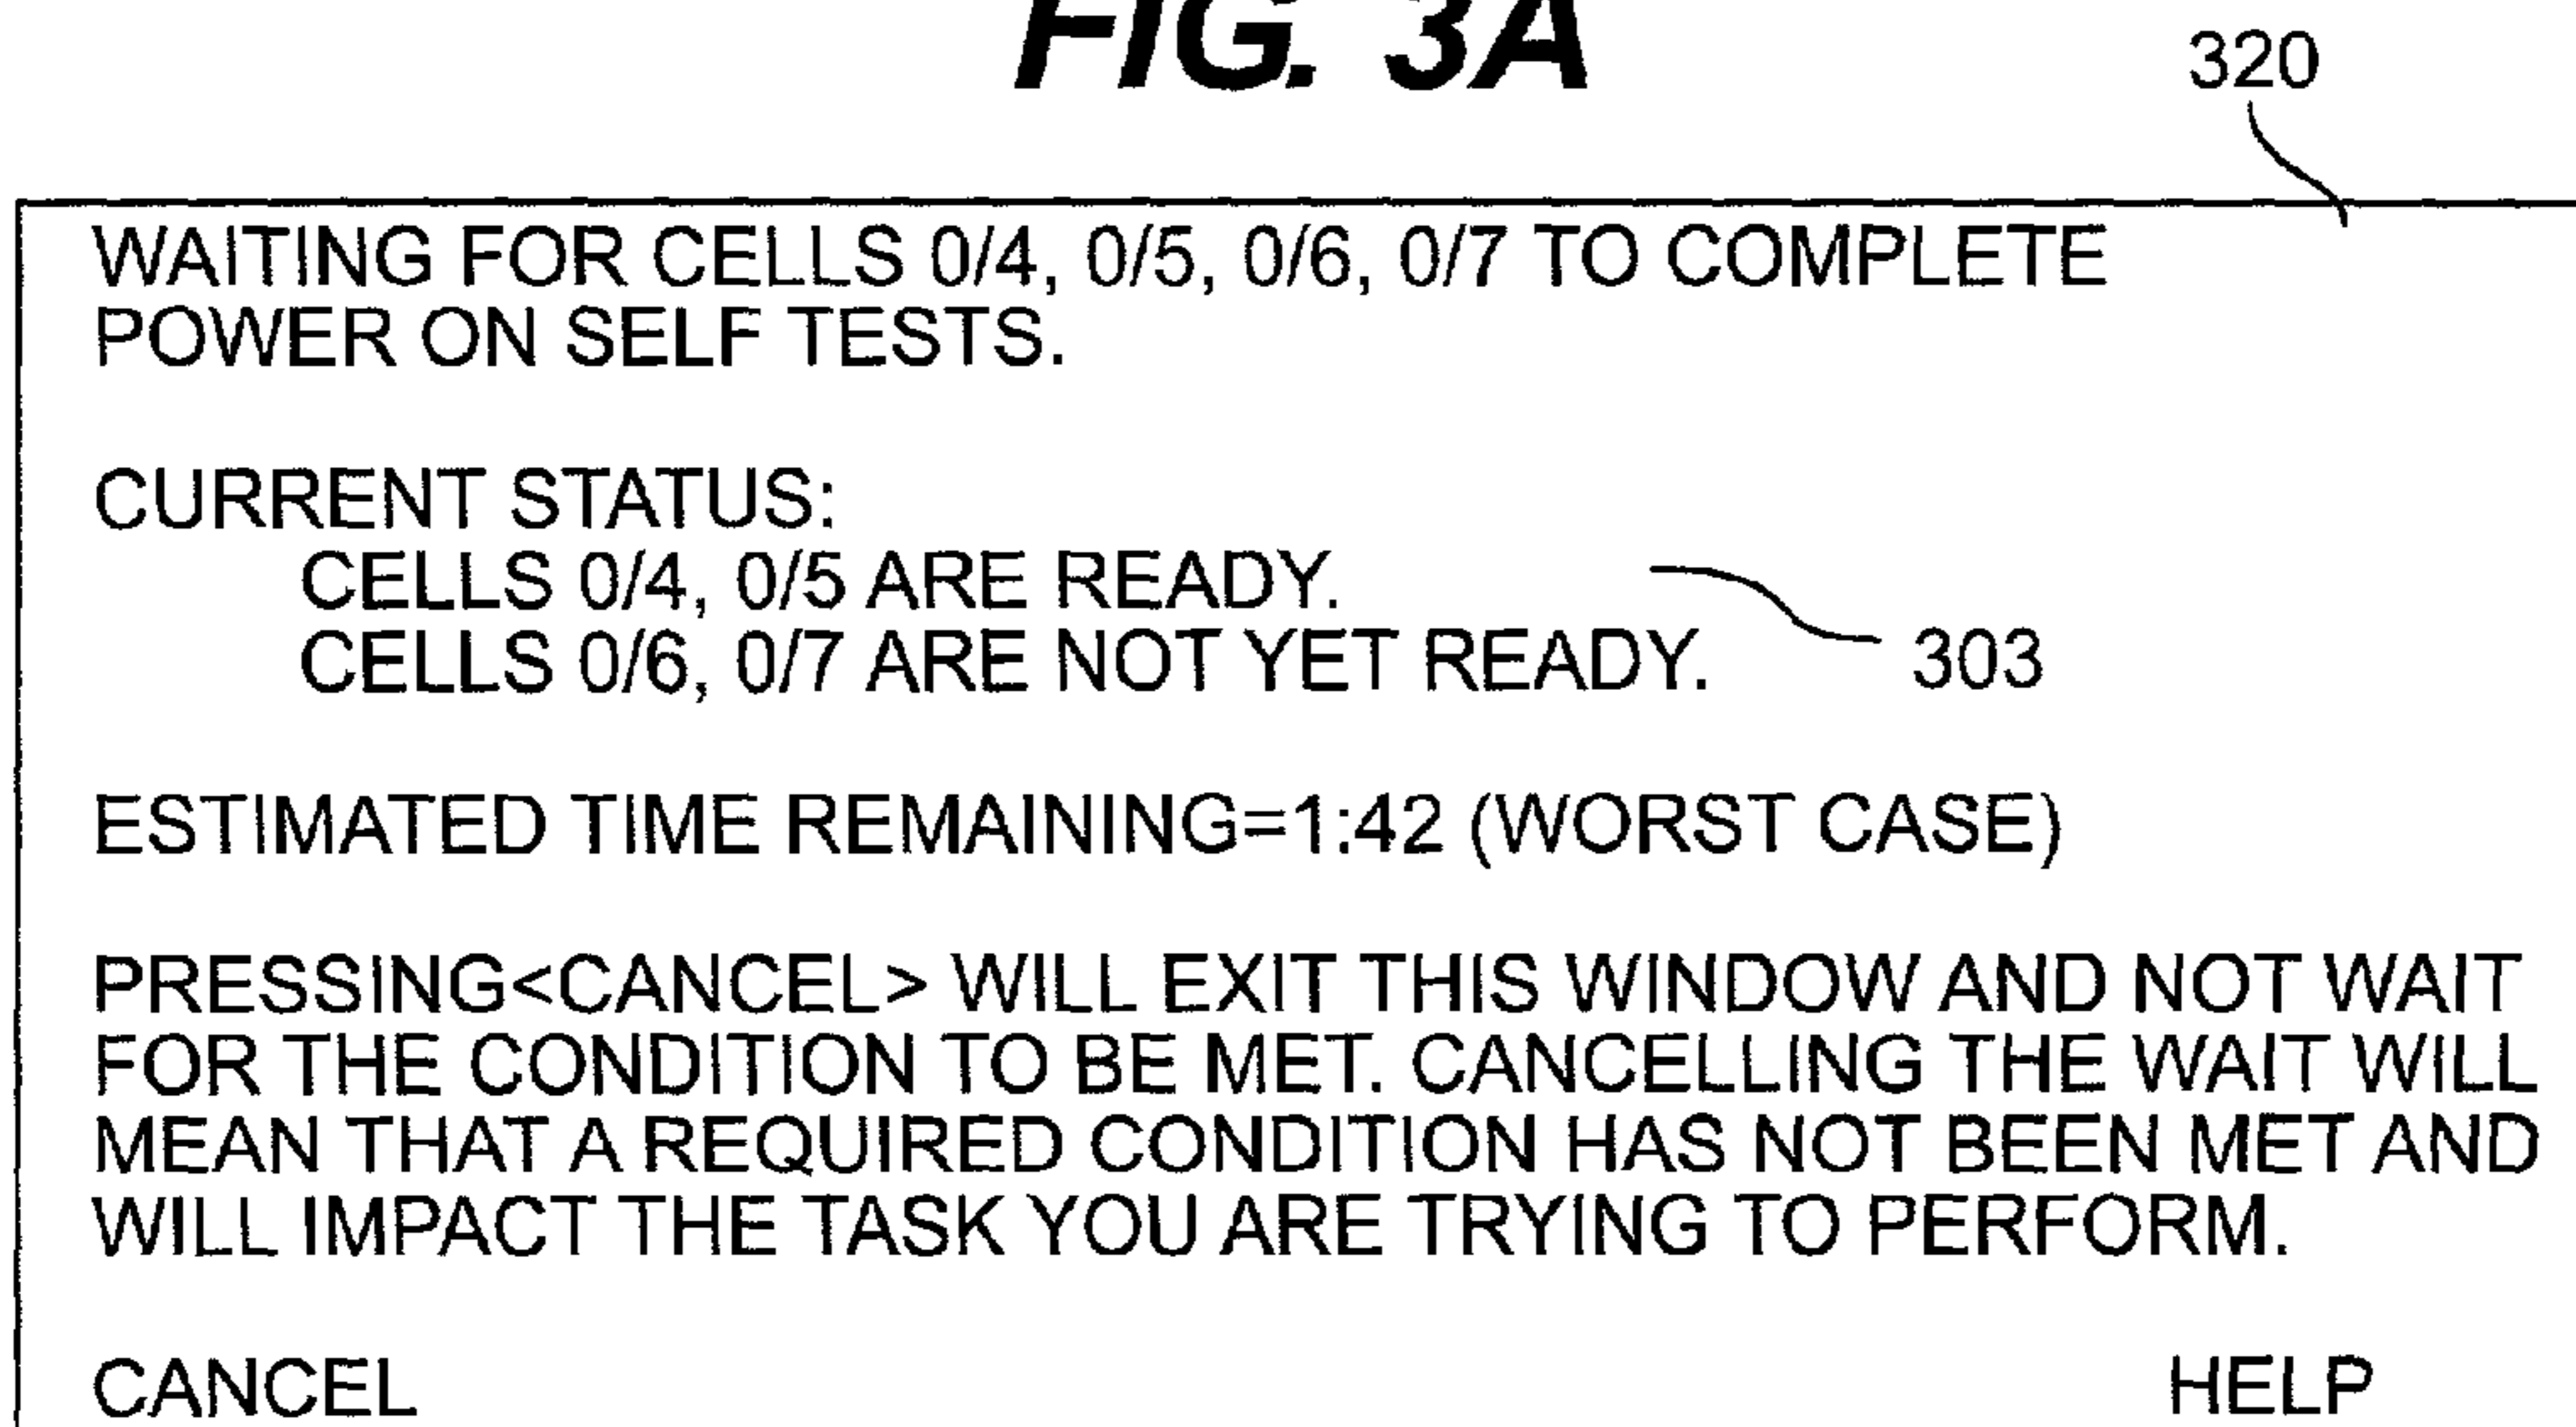 FIG. 3A
320
WAITING FOR CELLS 0/4, 0/5, 0/6, 0/7 TO COMPLETE
POWER ON SELF TESTS.
CURRENT STATUS:
CELLS 0/4, 0/5 ARE READY.
CELLS 0/6, 0/7 ARE NOT YET READY.
303
ESTIMATED TIME REMAINING=1:42 (WORST CASE)
PRESSING<CANCEL> WILL EXIT THIS WINDOW AND NOT WAIT
FOR THE CONDITION TO BE MET. CANCELLING THE WAIT WILL
MEAN THAT A REQUIRED CONDITION HAS NOT BEEN MET AND
WILL IMPACT THE TASK YOU ARE TRYING TO PERFORM.
CANCEL HELP